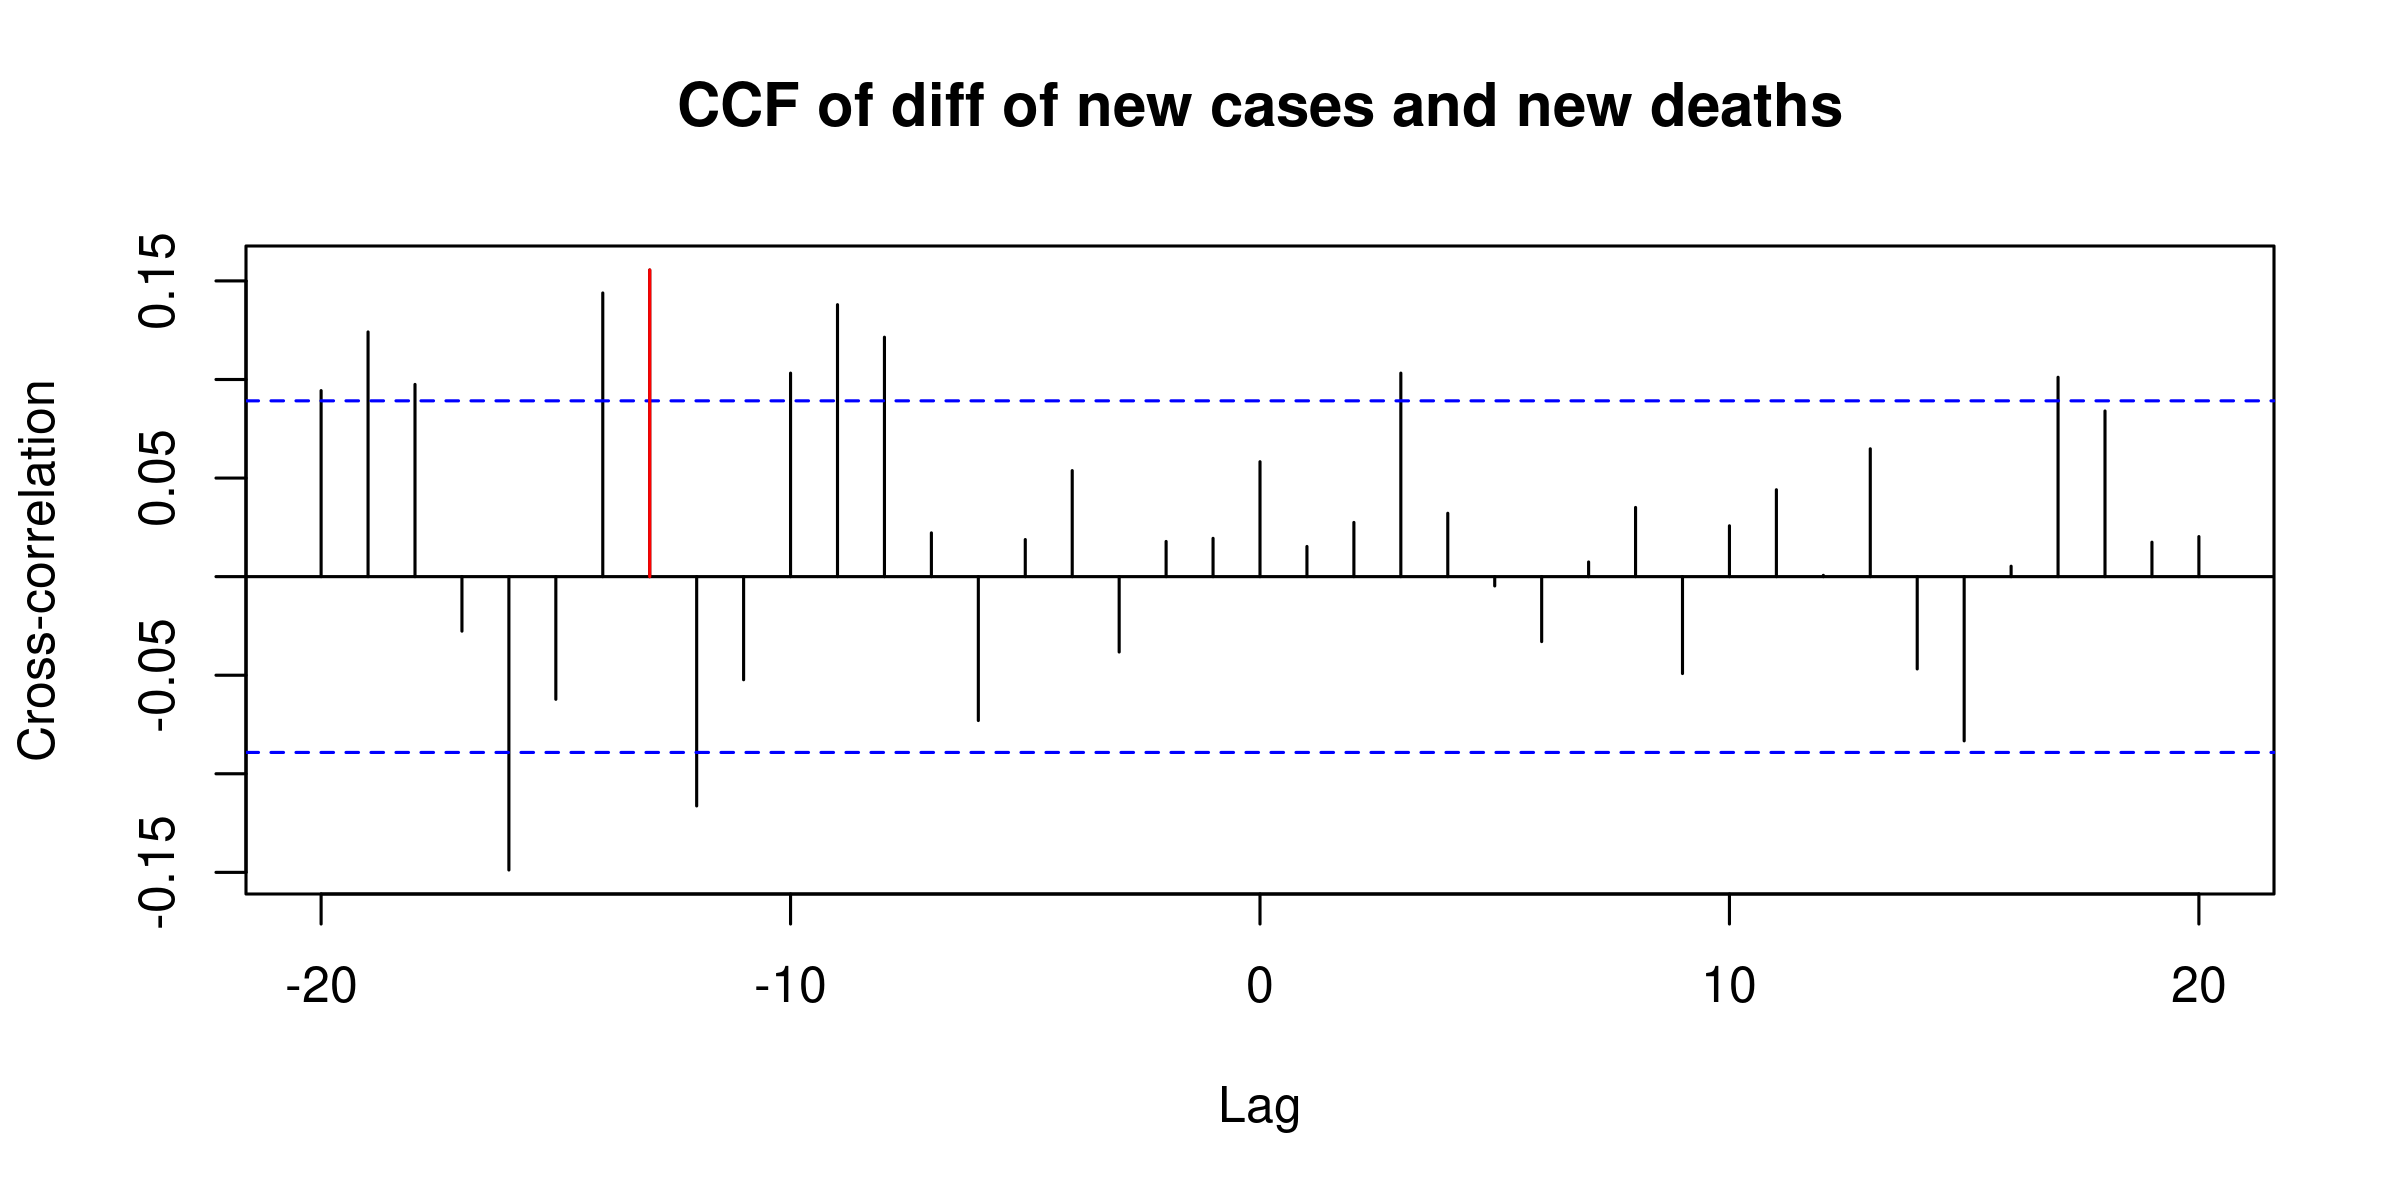 CCF of diff of new cases and new deaths
Cross-correlation
0.15
0.05
-0.05
-0.15
-20 -10 0 10 20
Lag